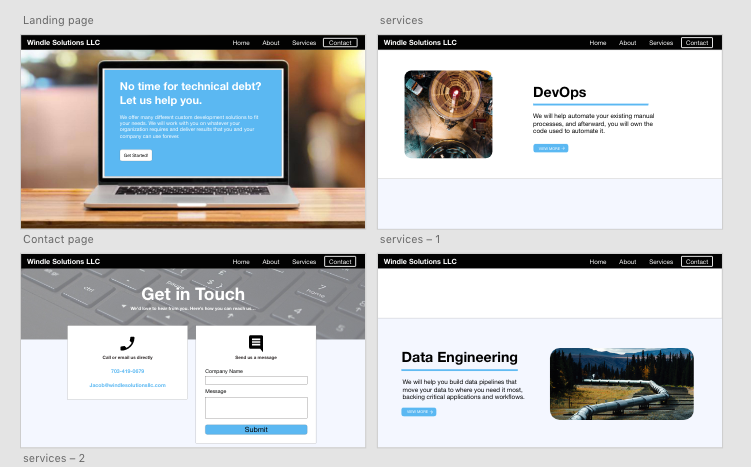 Landing page
Windle Solutions LLC
Home About Services Contact
No time for technical debt?
Let us help you.
We offer many different custom development solutions to fit
your needs. We will work with you on whatever your
organization requires and deliver results that you and your
company can use forever.
Get Started!
services
Windle Solutions LLC
Home About Services Contact
DevOps
We will help automate your existing manual
processes, and afterward, you will own the
code used to automate it.
VIEW MORE
Contact page
Windle Solutions LLC
Home About Services Contact
Get in Touch
We'd love to hear from you. Here's how you can reach us...
Call or email us directly
703-419-0679
Jacob@windlesolutionsllc.com
Send us a message
Company Name
Message
Submit
services – 1
Windle Solutions LLC
Home About Services Contact
Data Engineering
We will help you build data pipelines that
move your data to where you need it most,
backing critical applications and workflows.
VIEW MORE
services – 2